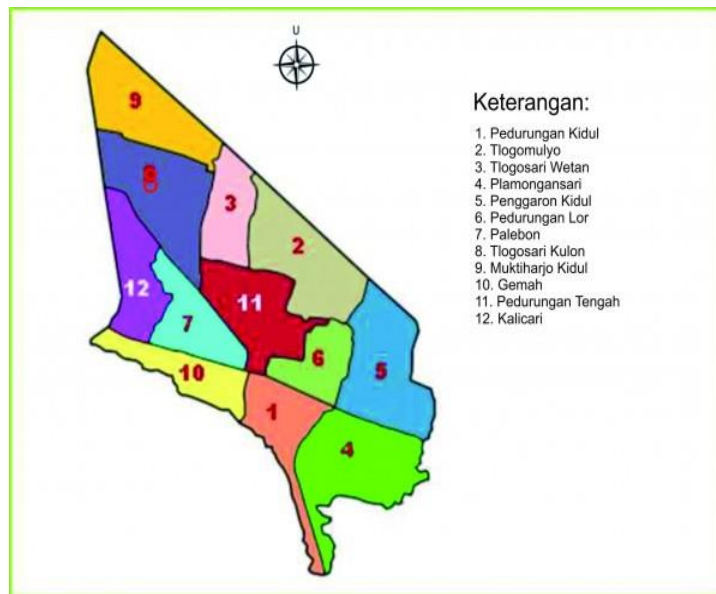 U
9
8
3
2
12
11
7
6
5
10
1
4
Keterangan:
1. Pedurungan Kidul
2. Tlogomulyo
3. Tlogosari Wetan
4. Plamongansari
5. Penggaron Kidul
6. Pedurungan Lor
7. Palebon
8. Tlogosari Kulon
9. Muktiharjo Kidul
10. Gemah
11. Pedurungan Tengah
12. Kalicari